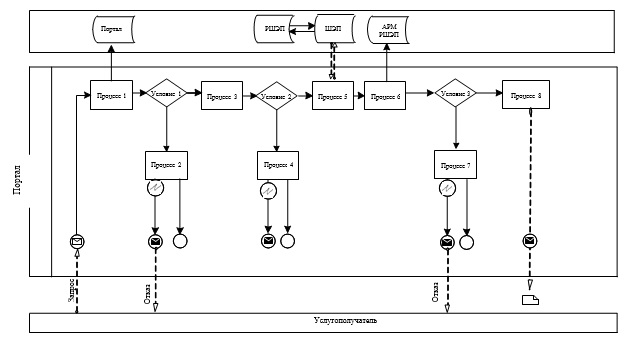 Портал
РШЭП
ШЭП
АРМ
РШЭП
Процесс 1
Условие 1
Процесс 3
Условие 2
Процесс 5
Процесс 6
Условие 3
Процесс 8
Процесс 2
Процесс 4
Процесс 7
Портал
Запрос
Отказ
Отказ
Услугополучатель